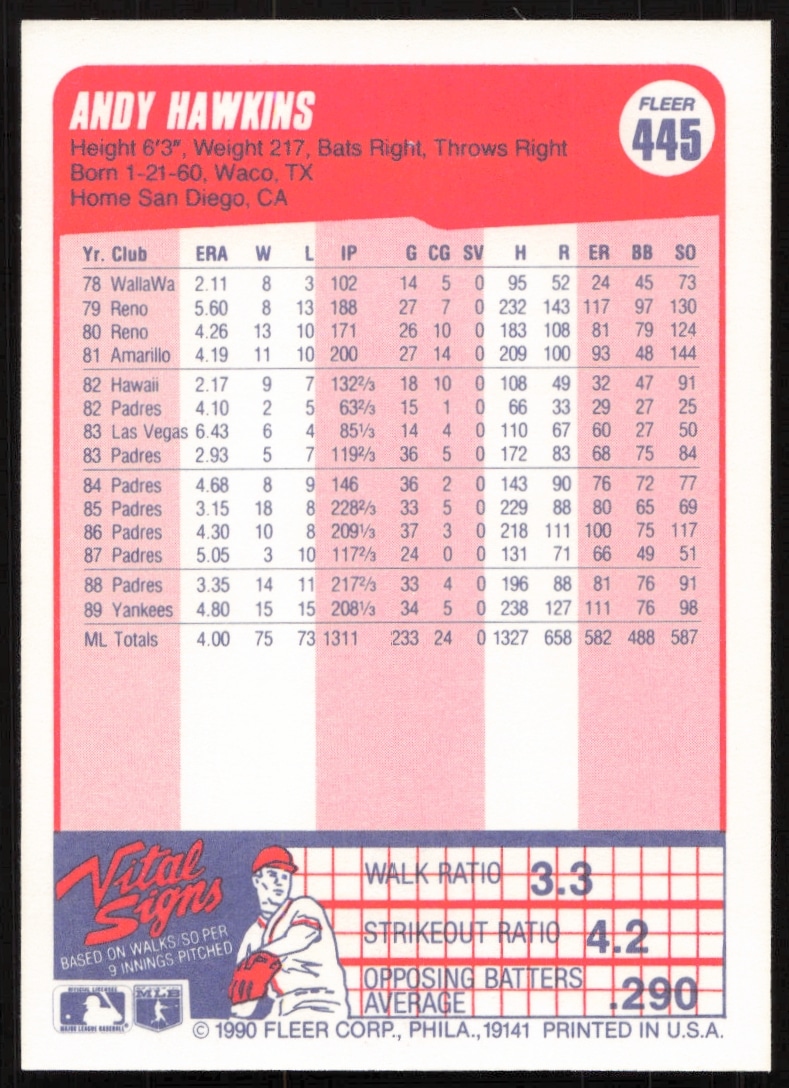 ANDY HAWKINS
FLEER
445
Height 6'3", Weight 217, Bats Right, Throws Right
Born 1-21-60, Waco, TX
Home San Diego, CA
Yr. Club ERA W L IP G CG SV H R ER BB SO
78 WallaWa 2.11 8 3 102 14 5 0 95 52 24 45 73
79 Reno 5.60 8 13 188 27 7 0 232 143 117 97 130
80 Reno 4.26 13 10 171 26 10 0 183 108 81 79 124
81 Amarillo 4.19 11 10 200 27 14 0 209 100 93 48 144
82 Hawaii 2.17 9 7 1322/3 18 10 0 108 49 32 47 91
82 Padres 4.10 2 5 632/3 15 1 0 66 33 29 27 25
83 Las Vegas 6.43 6 4 851/3 14 4 0 110 67 60 27 50
83 Padres 2.93 5 7 1192/3 36 5 0 172 83 68 75 84
84 Padres 4.68 8 9 146 36 2 0 143 90 76 72 77
85 Padres 3.15 18 8 2282/3 33 5 0 229 88 80 65 69
86 Padres 4.30 10 8 2091/3 37 3 0 218 111 100 75 117
87 Padres 5.05 3 10 1172/3 24 0 0 131 71 66 49 51
88 Padres 3.35 14 11 2172/3 33 4 0 196 88 81 76 91
89 Yankees 4.80 15 15 2081/3 34 5 0 238 127 111 76 98
ML Totals 4.00 75 73 1311 233 24 0 1327 658 582 488 587
Vital
Signs
BASED ON WALKS/SO PER
9 INNINGS PITCHED
WALK RATIO 3.3
STRIKEOUT RATIO 4.2
OPPOSING BATTERS
AVERAGE .290
OFFICIAL LICENSEE
MAJOR LEAGUE BASEBALL
MLB
© 1990 FLEER CORP., PHILA., 19141 PRINTED IN U.S.A.